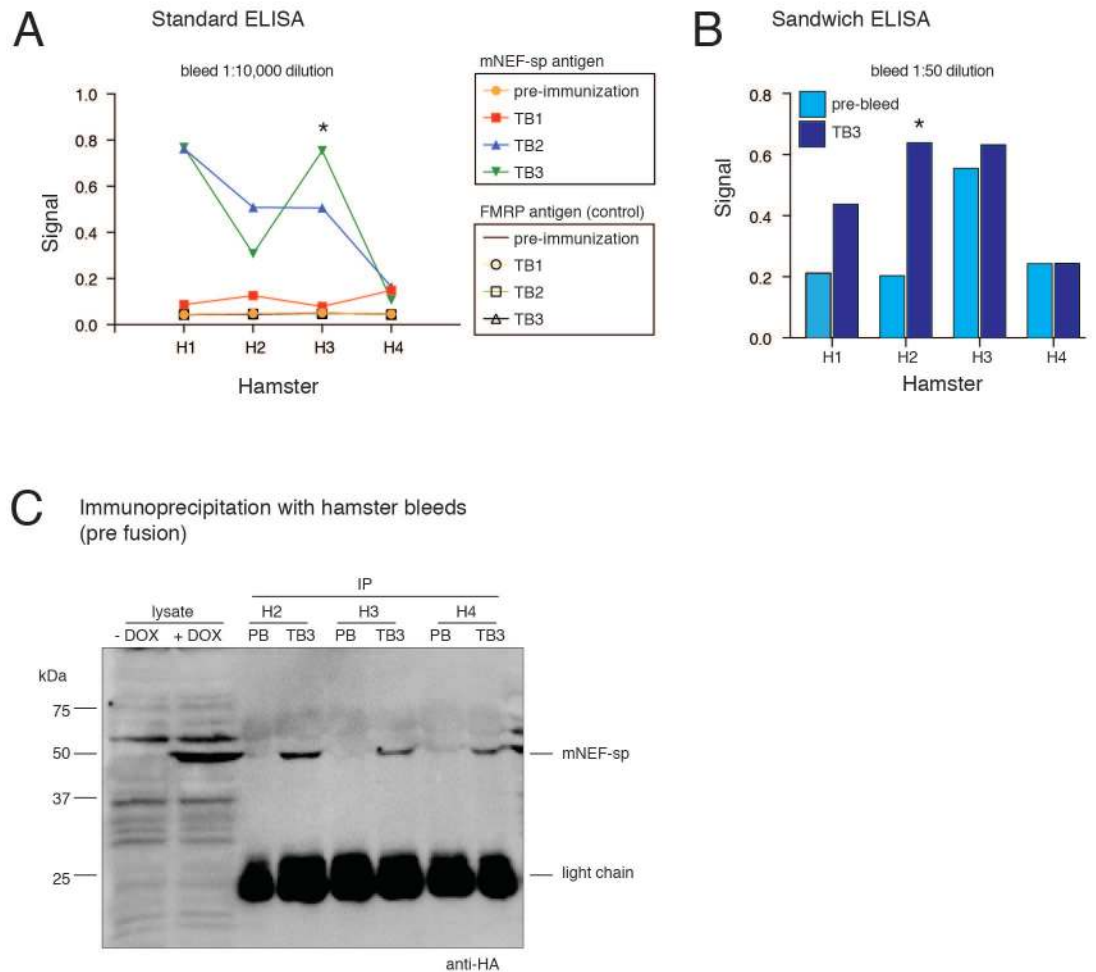 A
Standard ELISA
bleed 1:10,000 dilution
1.0
0.8
0.6
0.4
0.2
0.0
Signal
*
H1 H2 H3 H4
Hamster
mNEF-sp antigen
pre-immunization
TB1
TB2
TB3
FMRP antigen (control)
pre-immunization
TB1
TB2
TB3
B
Sandwich ELISA
bleed 1:50 dilution
0.8
0.6
0.4
0.2
0.0
Signal
pre-bleed
TB3
*
H1 H2 H3 H4
Hamster
C
Immunoprecipitation with hamster bleeds
(pre fusion)
IP
lysate H2 H3 H4
- DOX + DOX PB TB3 PB TB3 PB TB3
kDa
75
50
37
25
mNEF-sp
light chain
anti-HA